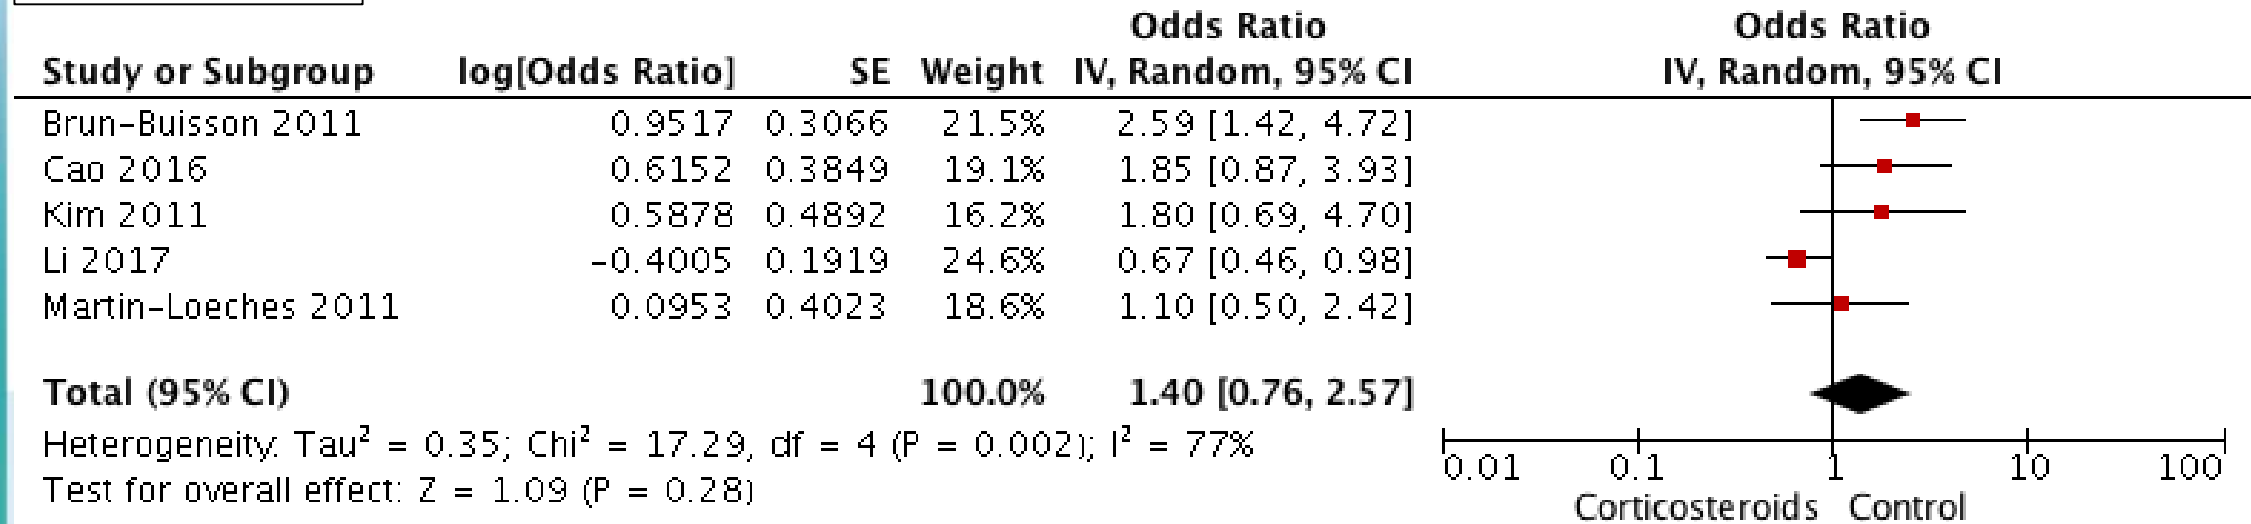 Odds Ratio Odds Ratio
Study or Subgroup log[Odds Ratio] SE Weight IV, Random, 95% CI IV, Random, 95% CI
Brun-Buisson 2011 0.9517 0.3066 21.5% 2.59 [1.42, 4.72]
Cao 2016 0.6152 0.3849 19.1% 1.85 [0.87, 3.93]
Kim 2011 0.5878 0.4892 16.2% 1.80 [0.69, 4.70]
Li 2017 -0.4005 0.1919 24.6% 0.67 [0.46, 0.98]
Martin-Loeches 2011 0.0953 0.4023 18.6% 1.10 [0.50, 2.42]
Total (95% CI) 100.0% 1.40 [0.76, 2.57]
Heterogeneity: Tau² = 0.35; Chi² = 17.29, df = 4 (P = 0.002); I² = 77%
Test for overall effect: Z = 1.09 (P = 0.28)
0.01 0.1 1 10 100
Corticosteroids Control